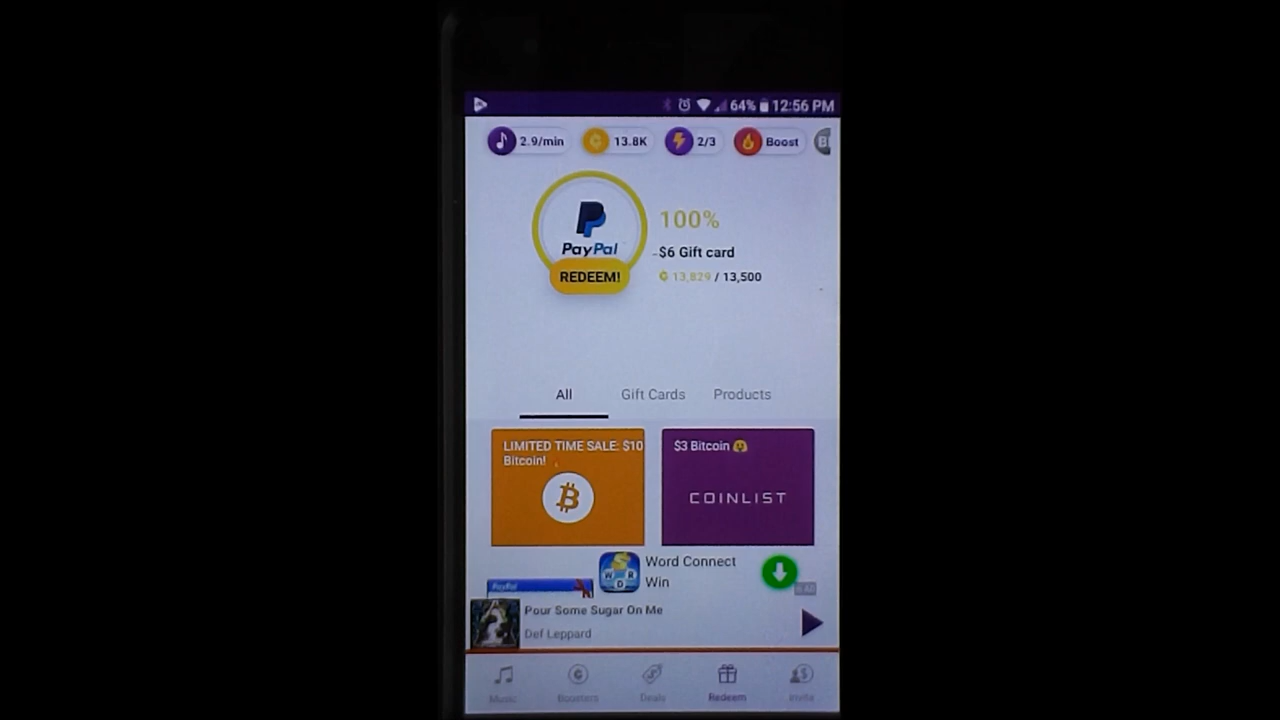 64% 12:56 PM
2.9/min 13.8K 2/3 Boost
PayPal
REDEEM!
100%
$6 Gift card
13,829 / 13,500
All Gift Cards Products
LIMITED TIME SALE: $10
Bitcoin!
$3 Bitcoin
COINLIST
Word Connect
Win
PayPal
Pour Some Sugar On Me
Def Leppard
Music Boosters Deals Redeem Invite